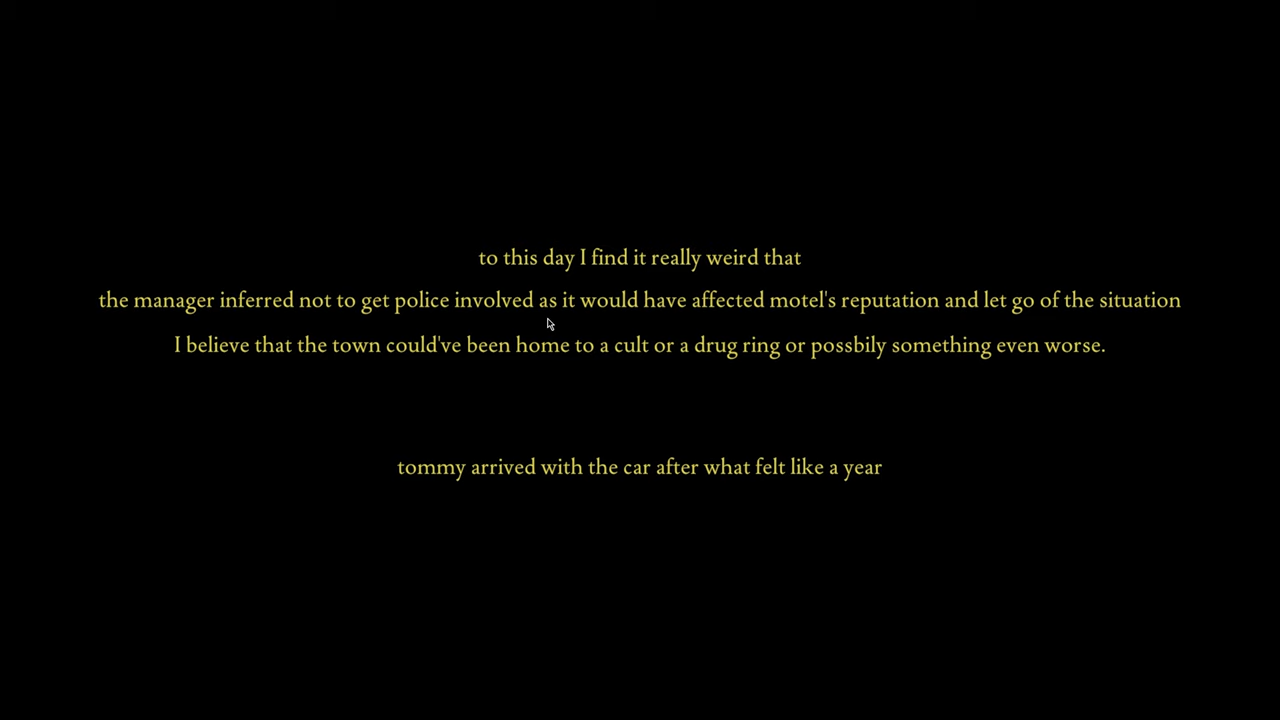 to this day I find it really weird that
the manager inferred not to get police involved as it would have affected motel's reputation and let go of the situation
I believe that the town could've been home to a cult or a drug ring or possbily something even worse.
tommy arrived with the car after what felt like a year